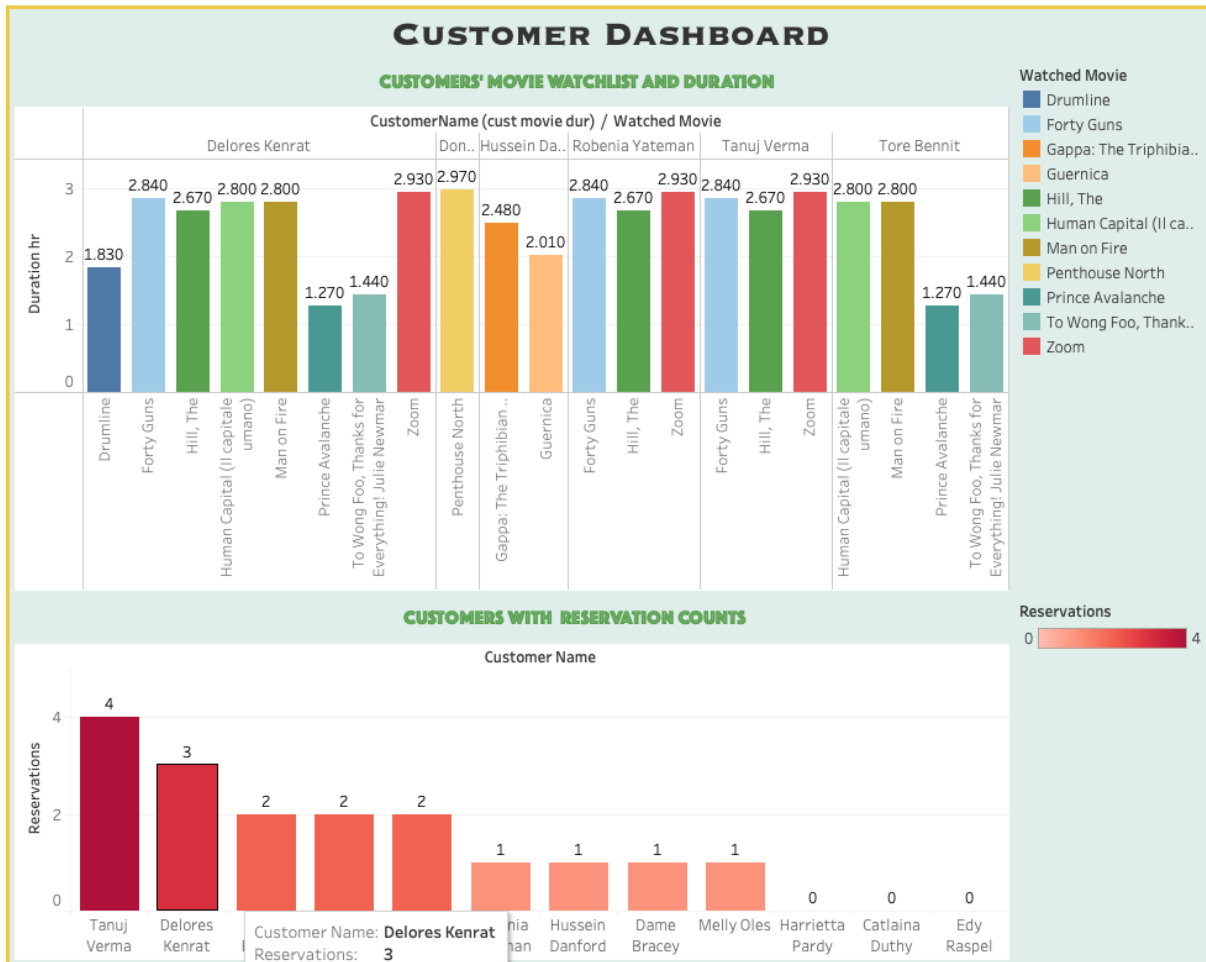 CUSTOMER DASHBOARD
CUSTOMERS' MOVIE WATCHLIST AND DURATION
CustomerName (cust movie dur) / Watched Movie
Delores Kenrat
Don..
Hussein Da..
Robenia Yateman
Tanuj Verma
Tore Bennit
Duration hr
3
2
1
0
1.830
2.840
2.670
2.800
2.800
1.270
1.440
2.930
2.970
2.480
2.010
2.840
2.670
2.930
2.840
2.670
2.930
2.800
2.800
1.270
1.440
Drumline
Forty Guns
Hill, The
Human Capital (Il capitale
umano)
Man on Fire
Prince Avalanche
To Wong Foo, Thanks for
Everything! Julie Newmar
Zoom
Penthouse North
Gappa: The Triphibian ..
Guernica
Forty Guns
Hill, The
Zoom
Forty Guns
Hill, The
Zoom
Human Capital (Il capitale
umano)
Man on Fire
Prince Avalanche
To Wong Foo, Thanks for
Everything! Julie Newmar
Watched Movie
Drumline
Forty Guns
Gappa: The Triphibia..
Guernica
Hill, The
Human Capital (Il ca..
Man on Fire
Penthouse North
Prince Avalanche
To Wong Foo, Thank..
Zoom
CUSTOMERS WITH RESERVATION COUNTS
Customer Name
Reservations
4
2
0
4
3
2
2
2
1
1
1
1
0
0
0
Tanuj
Verma
Delores
Kenrat
Hussein
Danford
Dame
Bracey
Melly Oles
Harrietta
Pardy
Catlaina
Duthy
Edy
Raspel
Customer Name: Delores Kenrat
Reservations: 3
Reservations
0
4